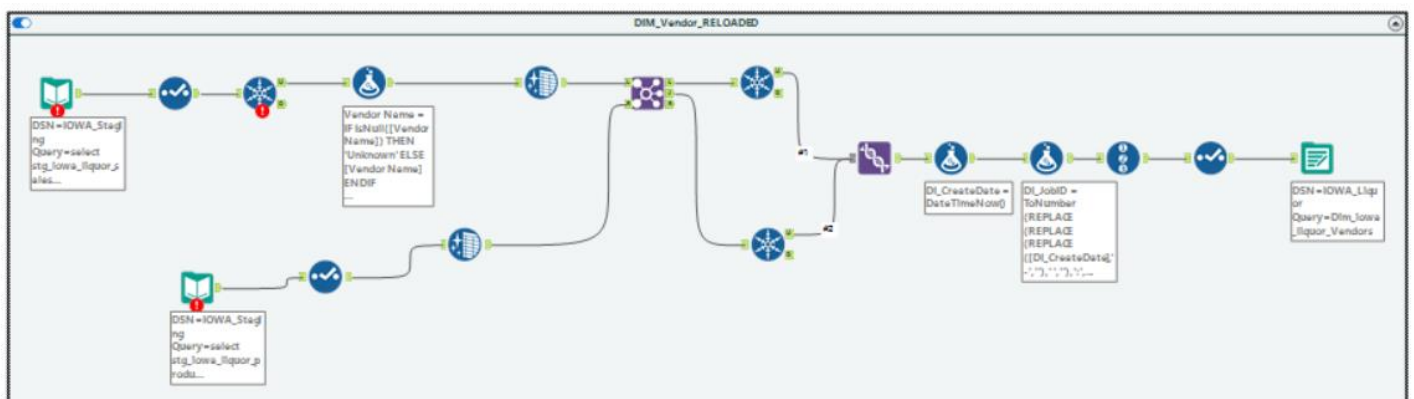 DIM_Vendor_RELOADED
DSN=IOWA_Stagi
ng
Query=select
stg_Iowa_liquor_s
ales...
Vendor Name =
IF IsNull([Vendor
Name]) THEN
'Unknown' ELSE
[Vendor Name]
ENDIF
...
#1
#2
DI_CreateDate =
DateTimeNow()
DI_JobID =
ToNumber
(REPLACE
(REPLACE
(REPLACE
([DI_CreateDate],'
-',''),' ',''),':',...
DSN=IOWA_Liqu
or
Query=Dim_Iowa
_liquor_Vendors
DSN=IOWA_Stagi
ng
Query=select
stg_Iowa_liquor_p
rodu...